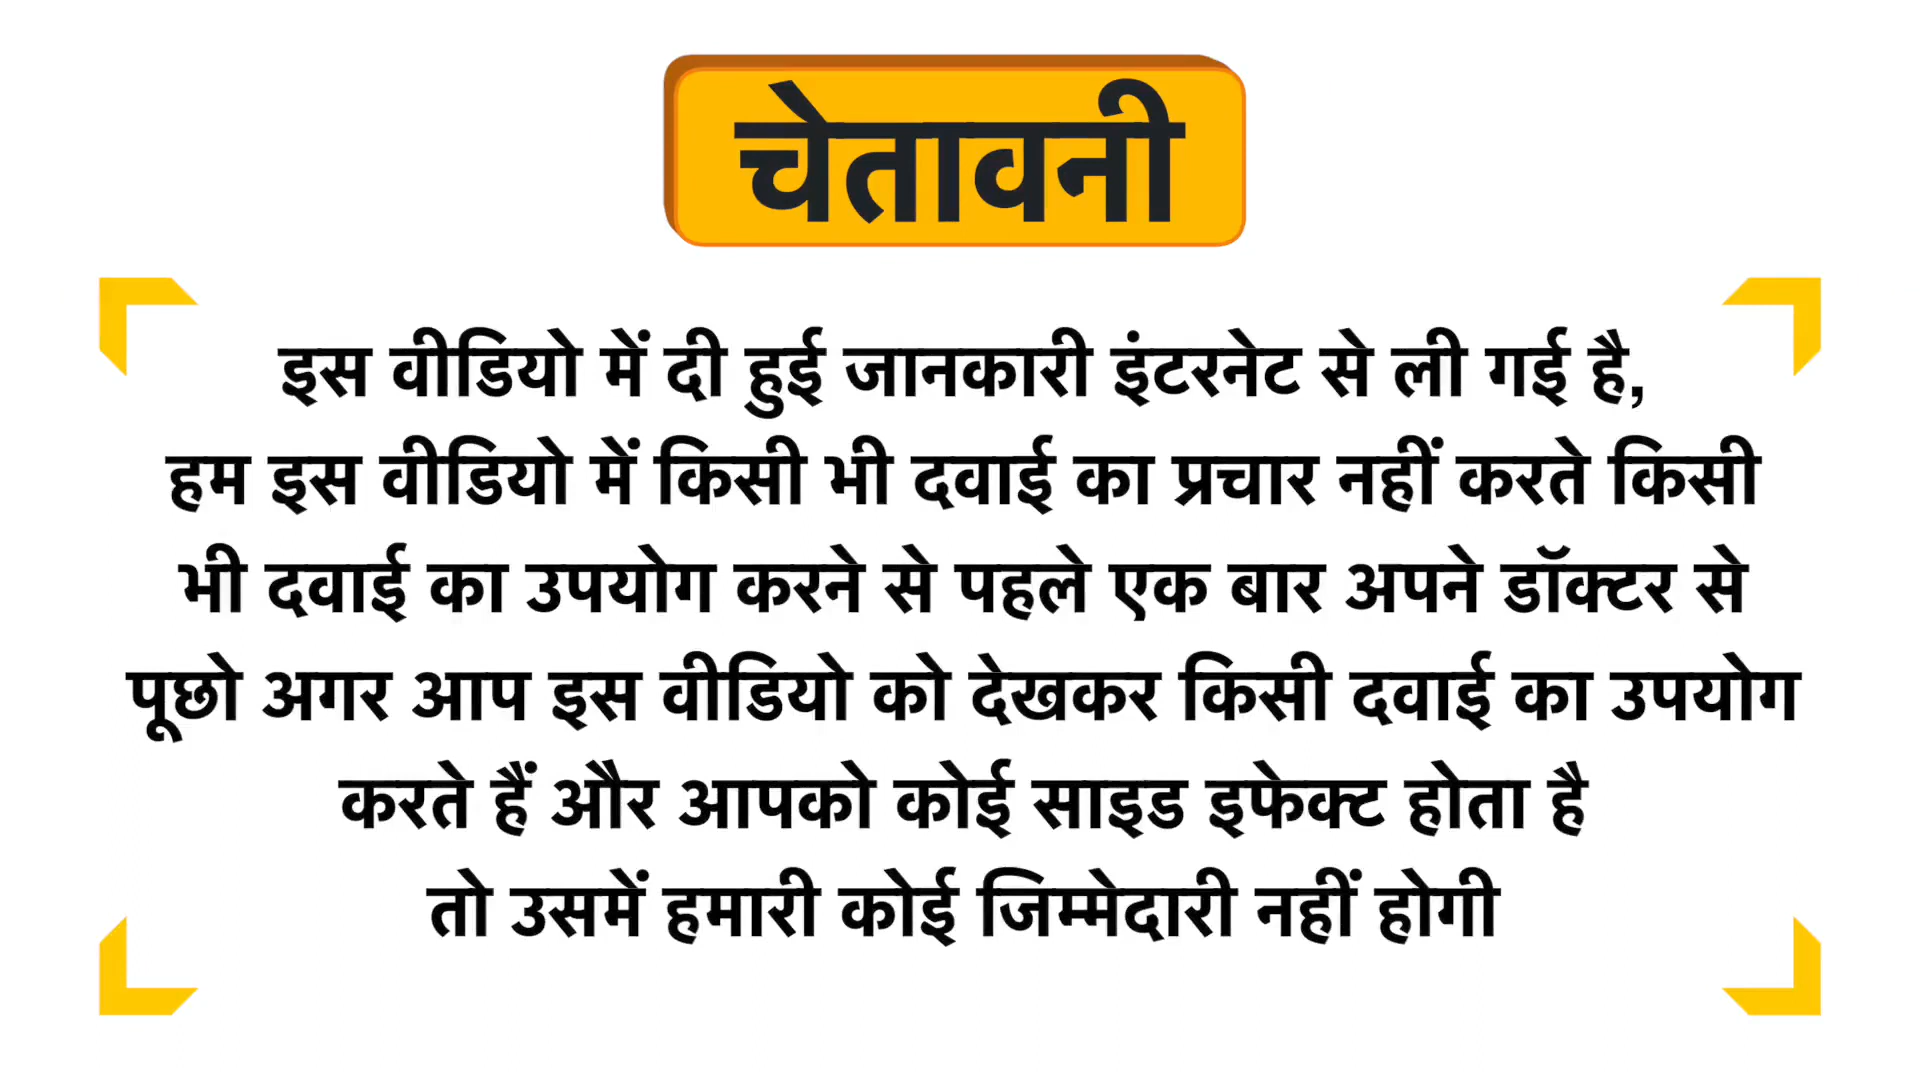 चेतावनी
इस वीडियो में दी हुई जानकारी इंटरनेट से ली गई है,
हम इस वीडियो में किसी भी दवाई का प्रचार नहीं करते किसी
भी दवाई का उपयोग करने से पहले एक बार अपने डॉक्टर से
पूछो अगर आप इस वीडियो को देखकर किसी दवाई का उपयोग
करते हैं और आपको कोई साइड इफेक्ट होता है
तो उसमें हमारी कोई जिम्मेदारी नहीं होगी